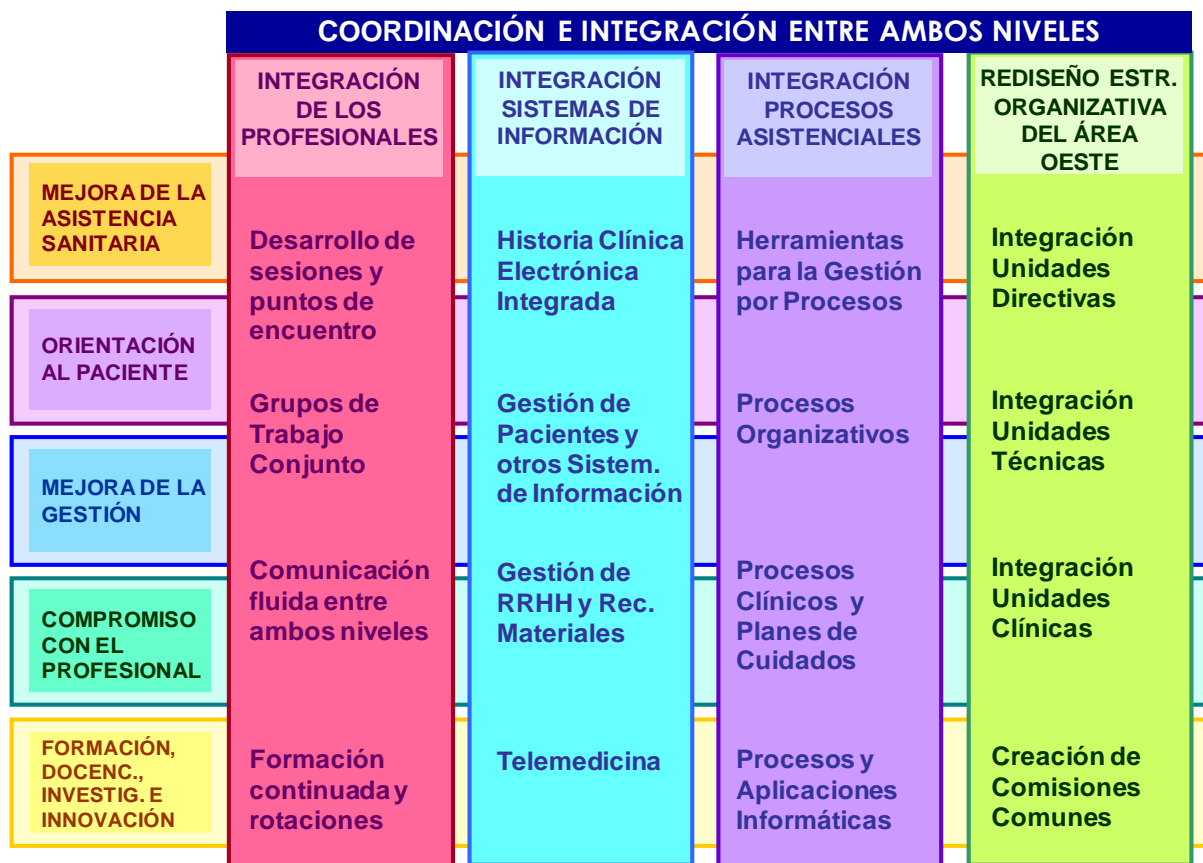 COORDINACIÓN E INTEGRACIÓN ENTRE AMBOS NIVELES
INTEGRACIÓN
DE LOS
PROFESIONALES
INTEGRACIÓN
SISTEMAS DE
INFORMACIÓN
INTEGRACIÓN
PROCESOS
ASISTENCIALES
REDISEÑO ESTR.
ORGANIZATIVA
DEL ÁREA
OESTE
MEJORA DE LA
ASISTENCIA
SANITARIA
Desarrollo de
sesiones y
puntos de
encuentro
Historia Clínica
Electrónica
Integrada
Herramientas
para la Gestión
por Procesos
Integración
Unidades
Directivas
ORIENTACIÓN
AL PACIENTE
Grupos de
Trabajo
Conjunto
Gestión de
Pacientes y
otros Sistem.
de Información
Procesos
Organizativos
Integración
Unidades
Técnicas
MEJORA DE LA
GESTIÓN
Comunicación
fluida entre
ambos niveles
Gestión de
RRHH y Rec.
Materiales
Procesos
Clínicos y
Planes de
Cuidados
Integración
Unidades
Clínicas
COMPROMISO
CON EL
PROFESIONAL
FORMACIÓN,
DOCENC.,
INVESTIG. E
INNOVACIÓN
Formación
continuada y
rotaciones
Telemedicina
Procesos y
Aplicaciones
Informáticas
Creación de
Comisiones
Comunes